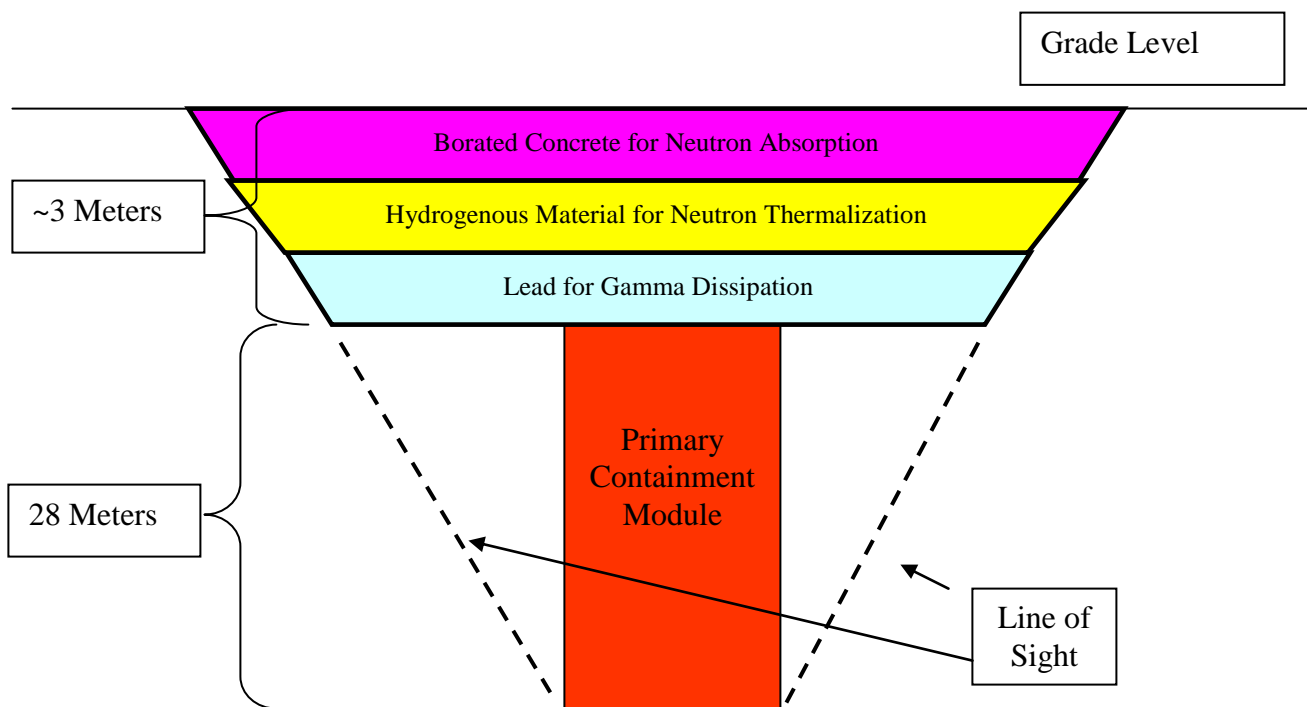 Grade Level
Borated Concrete for Neutron Absorption
~3 Meters
Hydrogenous Material for Neutron Thermalization
Lead for Gamma Dissipation
Primary
Containment
Module
28 Meters
Line of
Sight